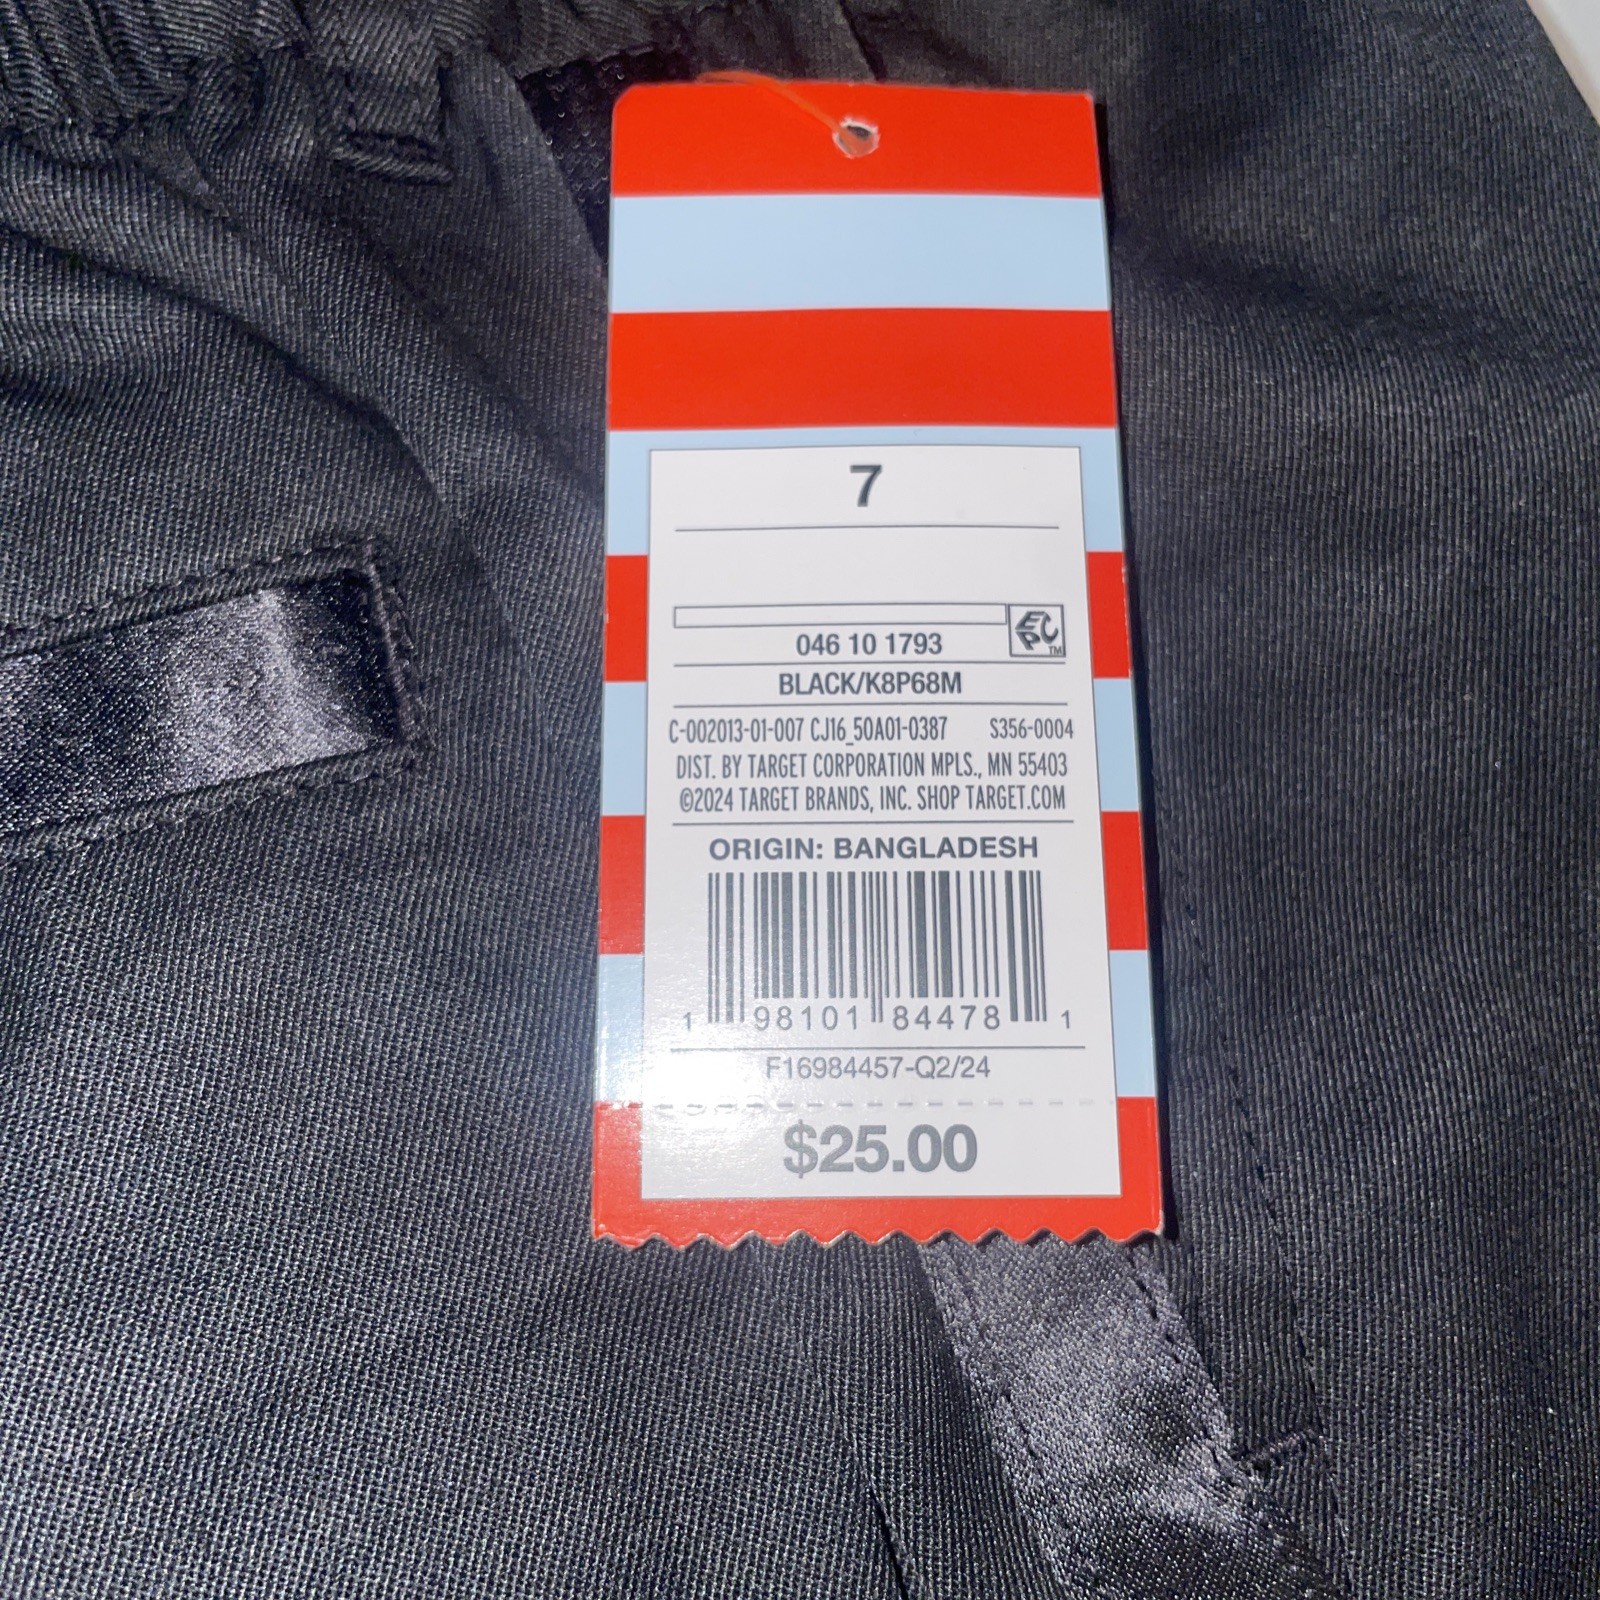 7
EPC™
046 10 1793
BLACK/K8P68M
C-002013-01-007 CJ16_50A01-0387 S356-0004
DIST. BY TARGET CORPORATION MPLS., MN 55403
©2024 TARGET BRANDS, INC. SHOP TARGET.COM
ORIGIN: BANGLADESH
1 98101 84478 1
F16984457-Q2/24
$25.00